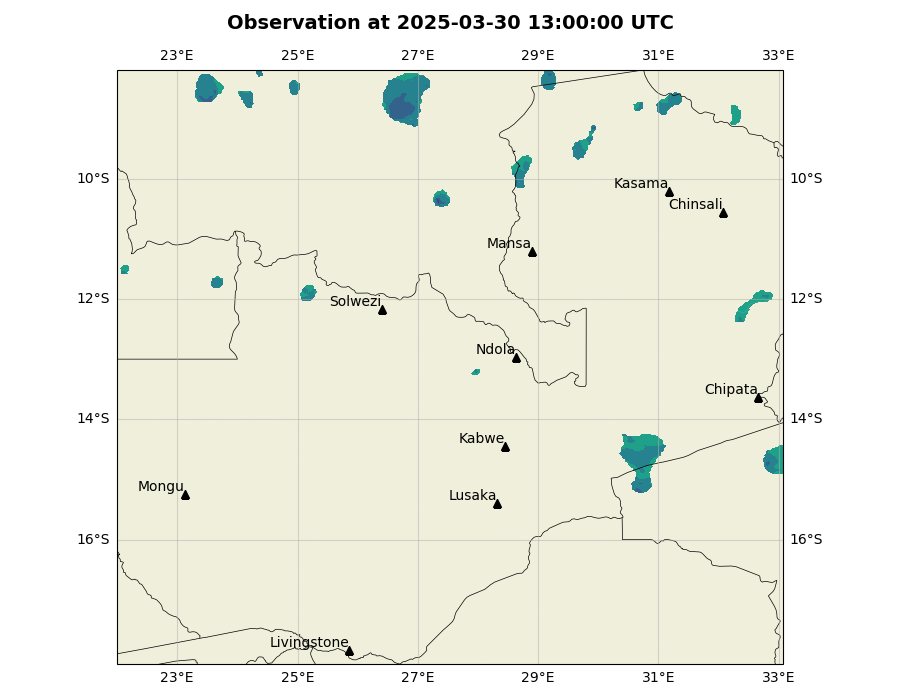 Observation at 2025-03-30 13:00:00 UTC
23°E 25°E 27°E 29°E 31°E 33°E
10°S 10°S
Kasama
Chinsali
Mansa
12°S 12°S
Solwezi
Ndola
Chipata
14°S 14°S
Kabwe
Mongu
Lusaka
16°S 16°S
Livingstone
23°E 25°E 27°E 29°E 31°E 33°E